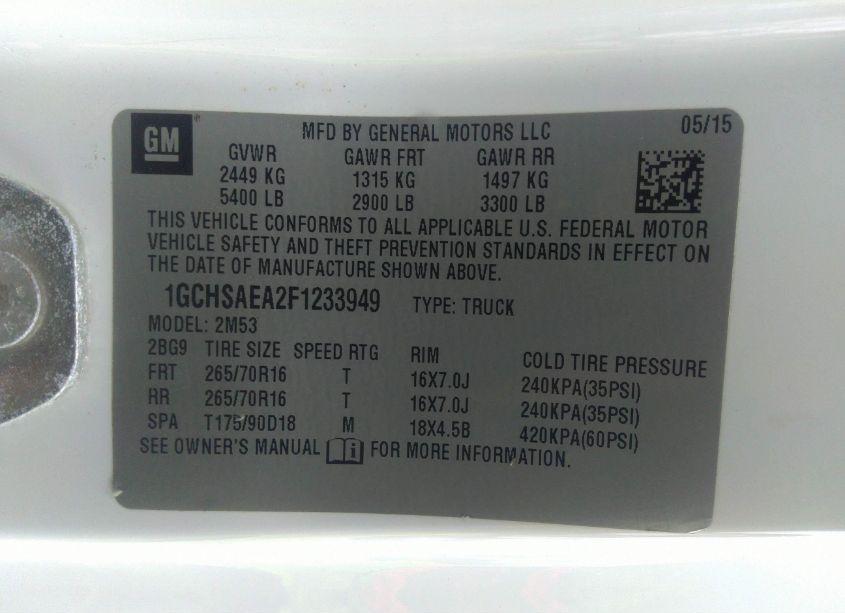 GM
MFD BY GENERAL MOTORS LLC 05/15
GVWR GAWR FRT GAWR RR
2449 KG 1315 KG 1497 KG
5400 LB 2900 LB 3300 LB
THIS VEHICLE CONFORMS TO ALL APPLICABLE U.S. FEDERAL MOTOR
VEHICLE SAFETY AND THEFT PREVENTION STANDARDS IN EFFECT ON
THE DATE OF MANUFACTURE SHOWN ABOVE.
1GCHSAEA2F1233949 TYPE: TRUCK
MODEL: 2M53
2BG9 TIRE SIZE SPEED RTG RIM COLD TIRE PRESSURE
FRT 265/70R16 T 16X7.0J 240KPA(35PSI)
RR 265/70R16 T 16X7.0J 240KPA(35PSI)
SPA T175/90D18 M 18X4.5B 420KPA(60PSI)
SEE OWNER'S MANUAL FOR MORE INFORMATION.